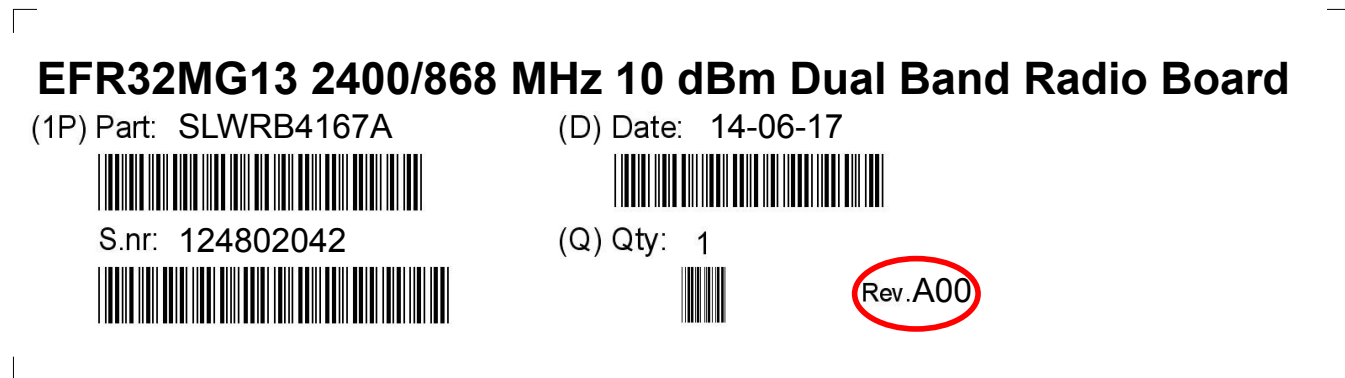 EFR32MG13 2400/868 MHz 10 dBm Dual Band Radio Board
(1P) Part: SLWRB4167A
(D) Date: 14-06-17
S.nr: 124802042
(Q) Qty: 1
Rev.A00